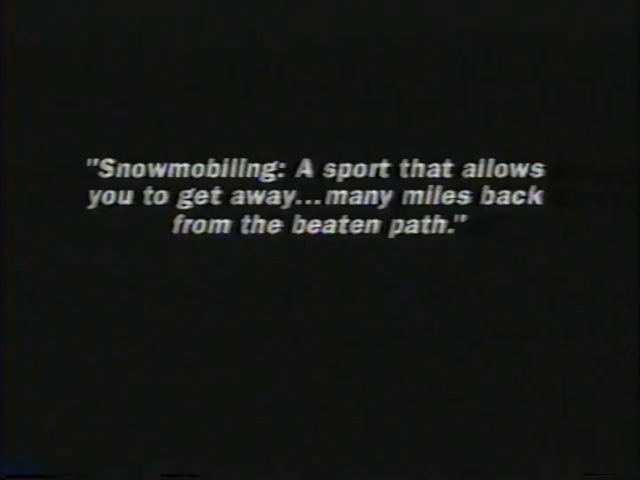 "Snowmobiling: A sport that allows
you to get away...many miles back
from the beaten path."